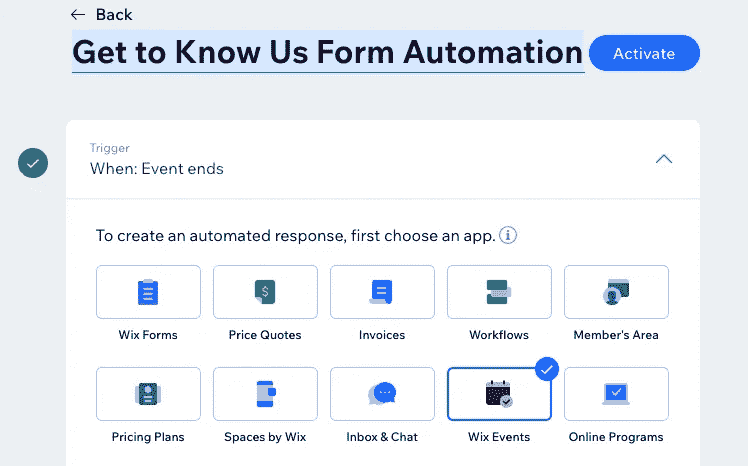 Back
Get to Know Us Form Automation
Activate
Trigger
When: Event ends
To create an automated response, first choose an app.
Wix Forms
Price Quotes
Invoices
Workflows
Member's Area
Pricing Plans
Spaces by Wix
Inbox & Chat
Wix Events
Online Programs